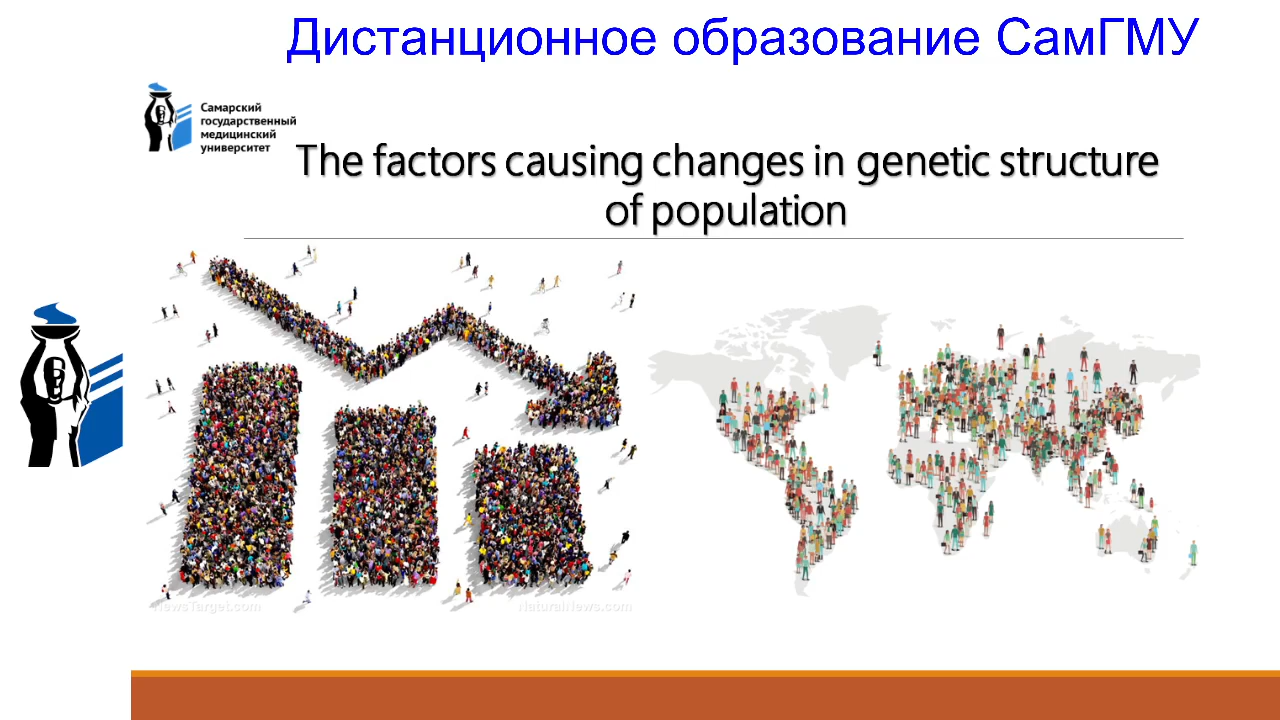 Дистанционное образование СамГМУ
Самарский
государственный
медицинский
университет
The factors causing changes in genetic structure
of population
NewsTarget.com
NaturalNews.com